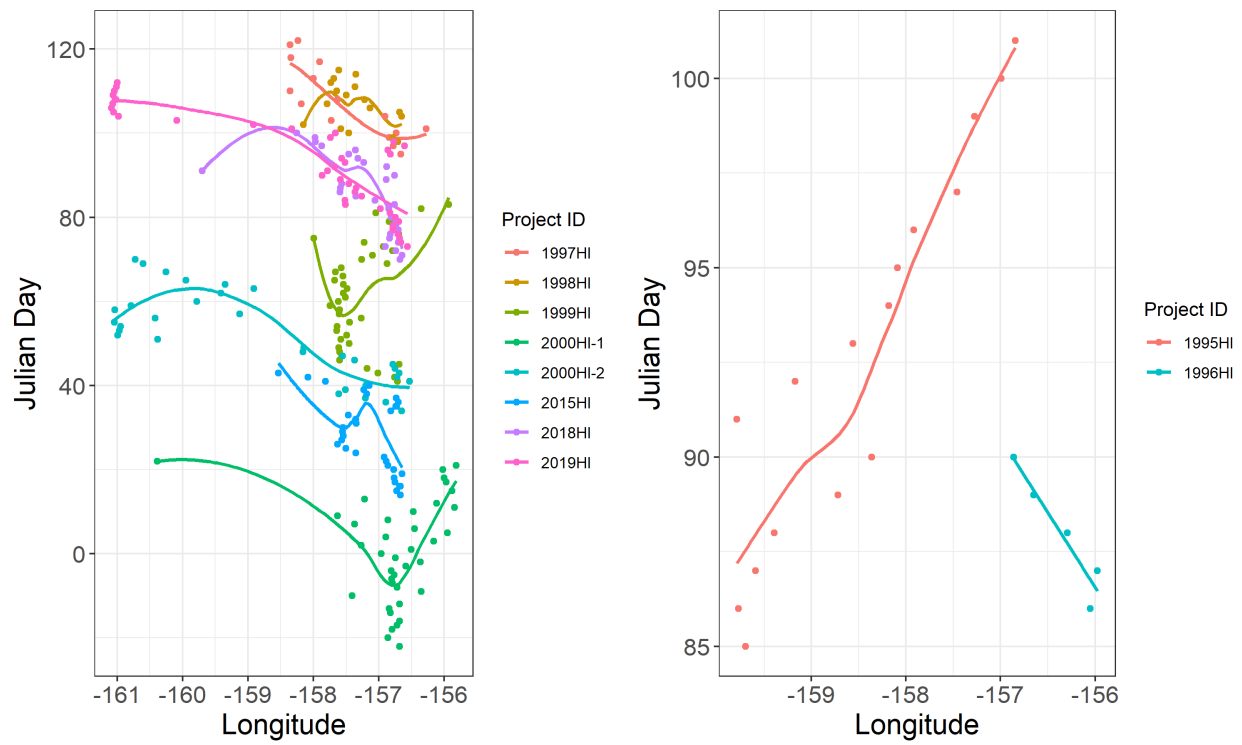 120
80
40
0
-161 -160 -159 -158 -157 -156
Longitude
Julian Day
Project ID
1997HI
1998HI
1999HI
2000HI-1
2000HI-2
2015HI
2018HI
2019HI
100
95
90
85
-159 -158 -157 -156
Longitude
Julian Day
Project ID
1995HI
1996HI